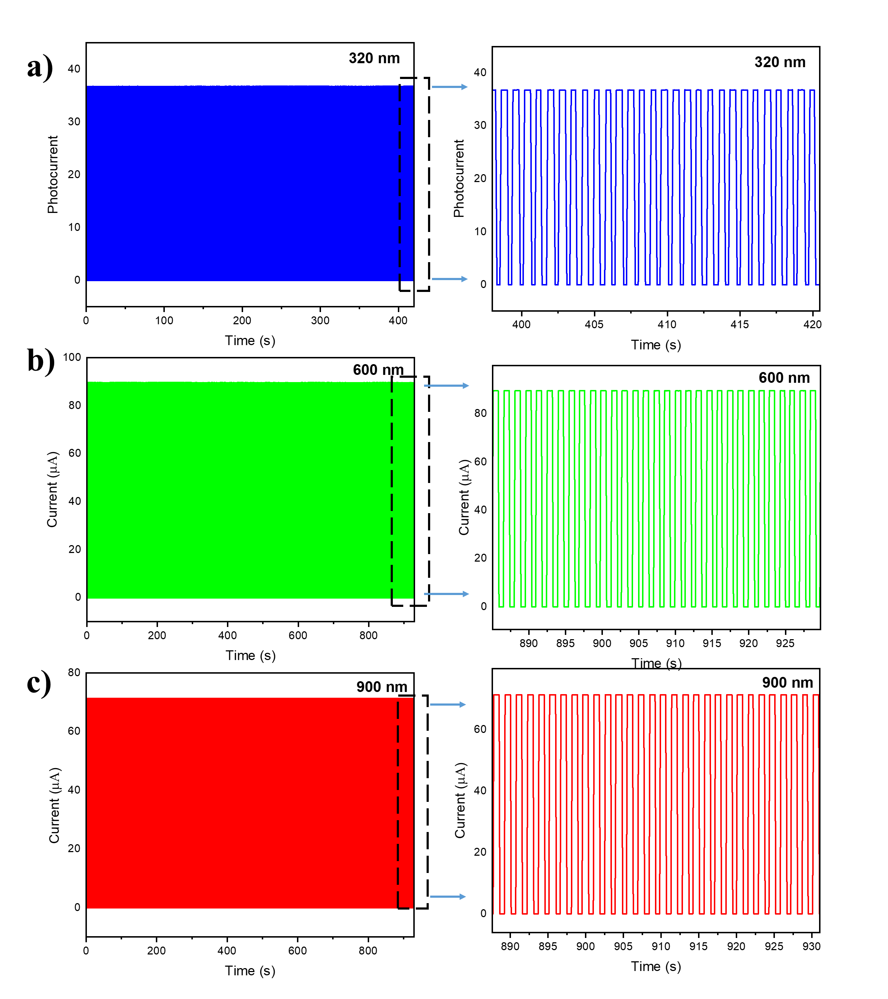 a)
320 nm
40
30
20
10
0
Photocurrent
0 100 200 300 400
Time (s)
320 nm
40
30
20
10
0
Photocurrent
400 405 410 415 420
Time (s)
b)
600 nm
100
80
60
40
20
0
Current (μA)
0 200 400 600 800
Time (s)
600 nm
80
60
40
20
0
Current (μA)
890 895 900 905 910 915 920 925
Time (s)
c)
900 nm
80
60
40
20
0
Current (μA)
0 200 400 600 800
Time (s)
900 nm
60
40
20
0
Current (μA)
890 895 900 905 910 915 920 925 930
Time (s)